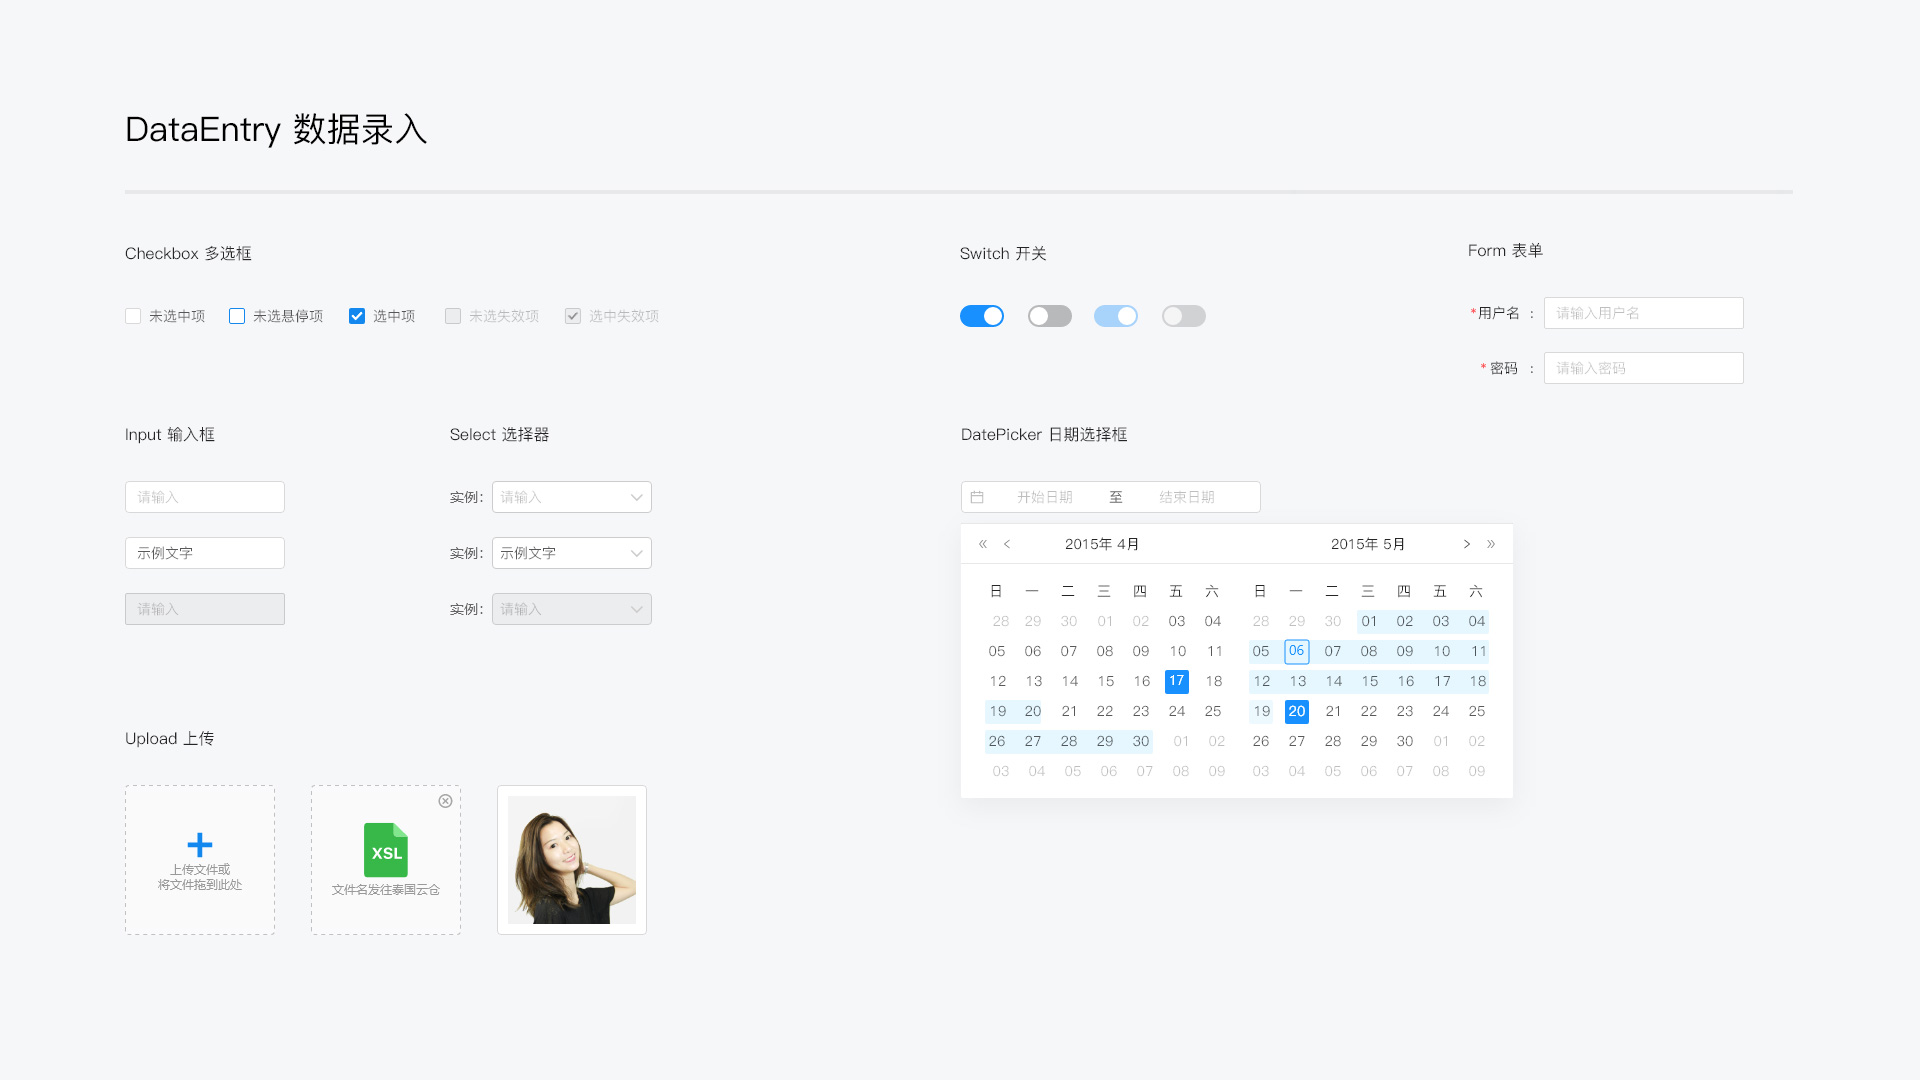 DataEntry 数据录入
Checkbox 多选框
未选中项 未选悬停项 选中项 未选失效项 选中失效项
Switch 开关
Form 表单
*用户名 : 请输入用户名
* 密码 : 请输入密码
Input 输入框
请输入
示例文字
请输入
Select 选择器
实例: 请输入
实例: 示例文字
实例: 请输入
DatePicker 日期选择框
开始日期 至 结束日期
« < 2015年 4月 2015年 5月 > »
日 一 二 三 四 五 六 日 一 二 三 四 五 六
28 29 30 01 02 03 04 28 29 30 01 02 03 04
05 06 07 08 09 10 11 05 06 07 08 09 10 11
12 13 14 15 16 17 18 12 13 14 15 16 17 18
19 20 21 22 23 24 25 19 20 21 22 23 24 25
26 27 28 29 30 01 02 26 27 28 29 30 01 02
03 04 05 06 07 08 09 03 04 05 06 07 08 09
Upload 上传
上传文件或
将文件拖到此处
XSL
文件名发往泰国云仓